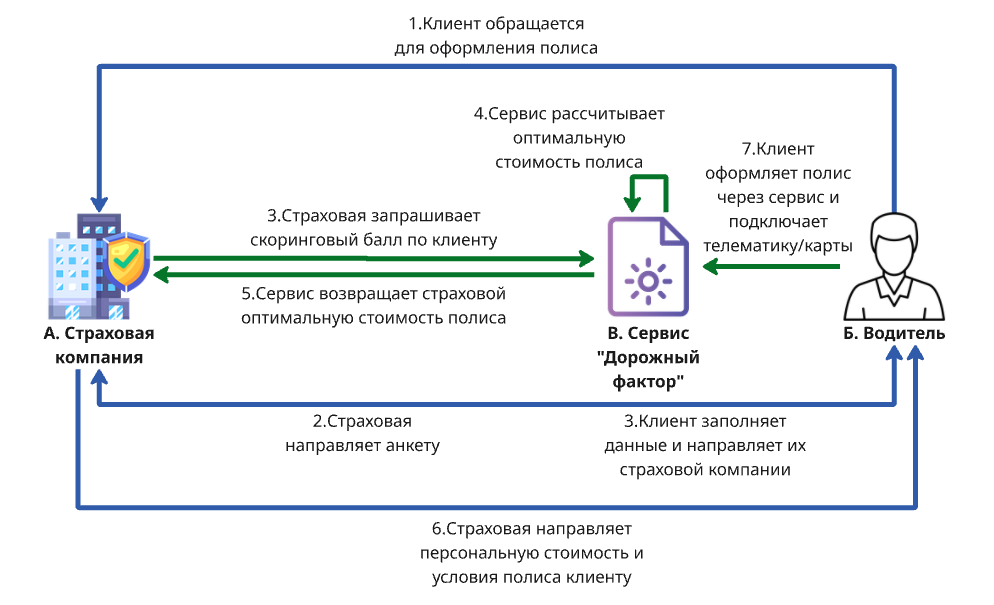 1.Клиент обращается
для оформления полиса
4.Сервис рассчитывает
оптимальную
стоимость полиса
7.Клиент
оформляет полис
через сервис и
подключает
телематику/карты
3.Страховая запрашивает
скоринговый балл по клиенту
5.Сервис возвращает страховой
оптимальную стоимость полиса
А. Страховая
компания
В. Сервис
"Дорожный
фактор"
Б. Водитель
2.Страховая
направляет анкету
3.Клиент заполняет
данные и направляет их
страховой компании
6.Страховая направляет
персональную стоимость и
условия полиса клиенту